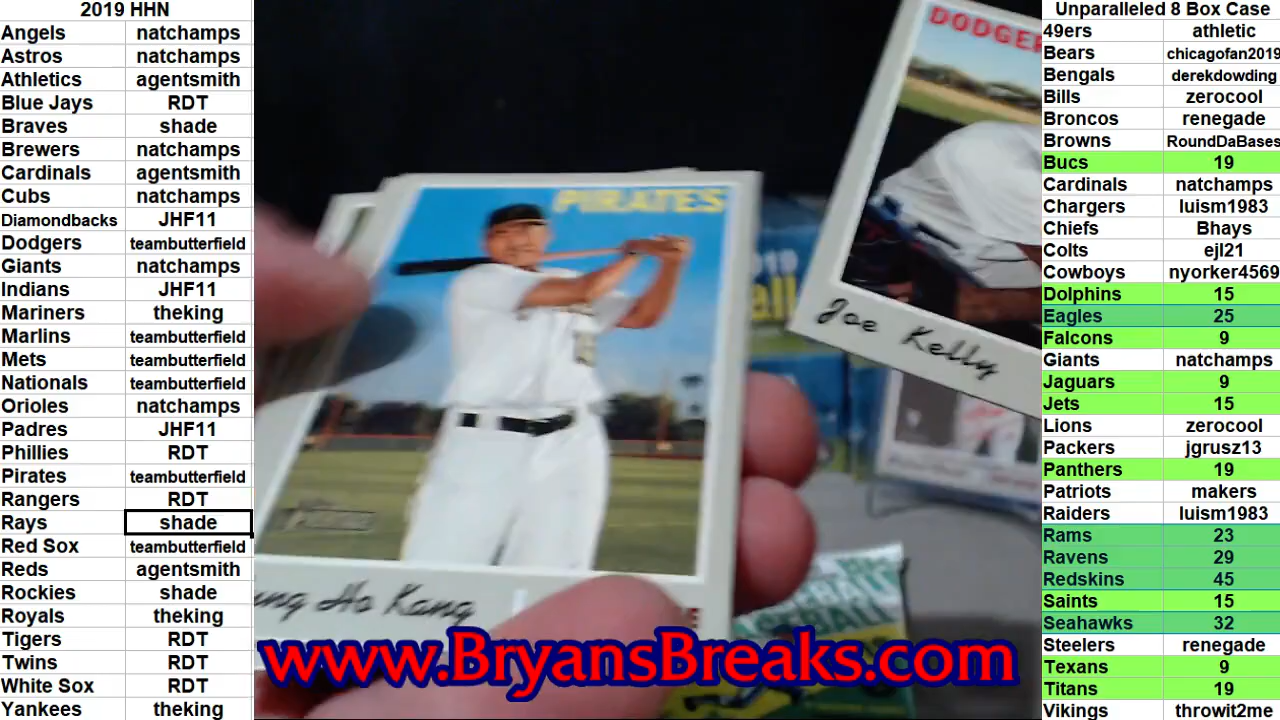 2019 HHN
Angels natchamps
Astros natchamps
Athletics agentsmith
Blue Jays RDT
Braves shade
Brewers natchamps
Cardinals agentsmith
Cubs natchamps
Diamondbacks JHF11
Dodgers teambutterfield
Giants natchamps
Indians JHF11
Mariners theking
Marlins teambutterfield
Mets teambutterfield
Nationals teambutterfield
Orioles natchamps
Padres JHF11
Phillies RDT
Pirates teambutterfield
Rangers RDT
Rays shade
Red Sox teambutterfield
Reds agentsmith
Rockies shade
Royals theking
Tigers RDT
Twins RDT
White Sox RDT
Yankees theking
DODGER
PIRATES
Joe Kelly
ung Ho Kang
www.BryansBreaks.com
Unparalleled 8 Box Case
49ers athletic
Bears chicagofan2019
Bengals derekdowding
Bills zerocool
Broncos renegade
Browns RoundDaBases
Bucs 19
Cardinals natchamps
Chargers luism1983
Chiefs Bhays
Colts ejl21
Cowboys nyorker4569
Dolphins 15
Eagles 25
Falcons 9
Giants natchamps
Jaguars 9
Jets 15
Lions zerocool
Packers jgrusz13
Panthers 19
Patriots makers
Raiders luism1983
Rams 23
Ravens 29
Redskins 45
Saints 15
Seahawks 32
Steelers renegade
Texans 9
Titans 19
Vikings throwit2me